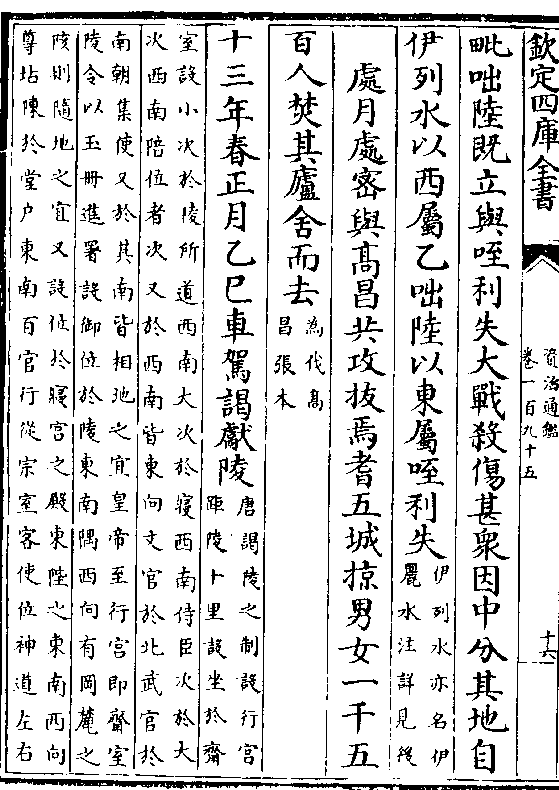 欽定四庫全書
資治通鑑
卷一百九十五
十六
毗咄陸既立與咥利失大戰殺傷甚衆因中分其地自
伊列水以西屬乙咄陸以東屬咥利失
伊列水亦名伊
麗水注詳見後
處月處密與髙昌共攻拔焉耆五城掠男女一千五
百人焚其廬舍而去
為伐髙
昌張本
十三年春正月乙巳車駕謁獻陵
唐謁陵之制設行宮
距陵十里設坐於齋
室設小次於陵所道西南大次於寢西南侍臣次於大
次西南陪位者次又於西南皆東向文官於北武官於
南朝集使又於其南皆相地之宜皇帝至行宮即齋室
陵令以玉冊進署設御位於陵東南隅西向有岡麓之
陵則隨地之宜又設位於寢宮之殿東陛之東南西向
尊坫陳於堂户東南百官行從宗室客使位神道左右